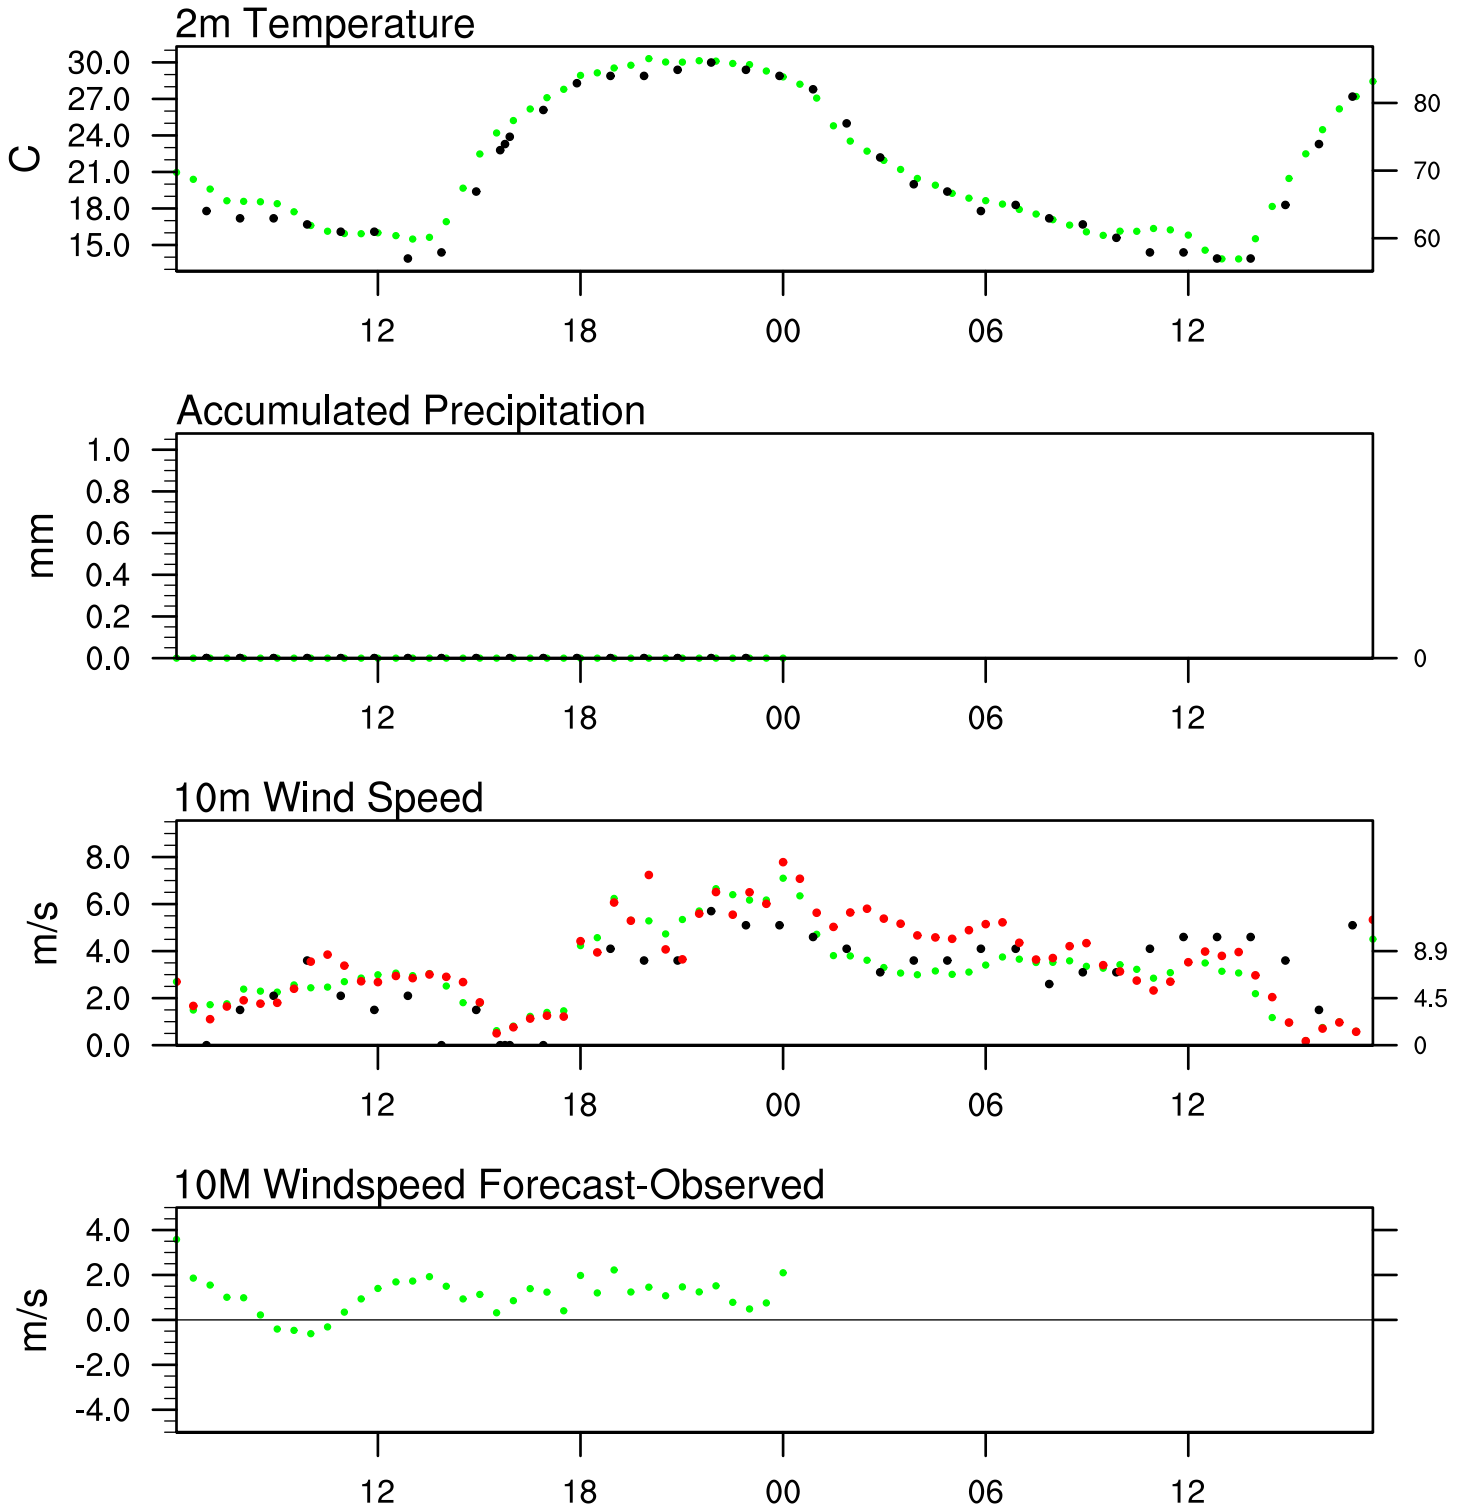 2m Temperature
30.0
27.0
24.0
21.0
18.0
15.0
C
80
70
60
12 18 00 06 12
Accumulated Precipitation
1.0
0.8
0.6
0.4
0.2
0.0
mm
0
12 18 00 06 12
10m Wind Speed
8.0
6.0
4.0
2.0
0.0
m/s
8.9
4.5
0
12 18 00 06 12
10M Windspeed Forecast-Observed
4.0
2.0
0.0
-2.0
-4.0
m/s
12 18 00 06 12